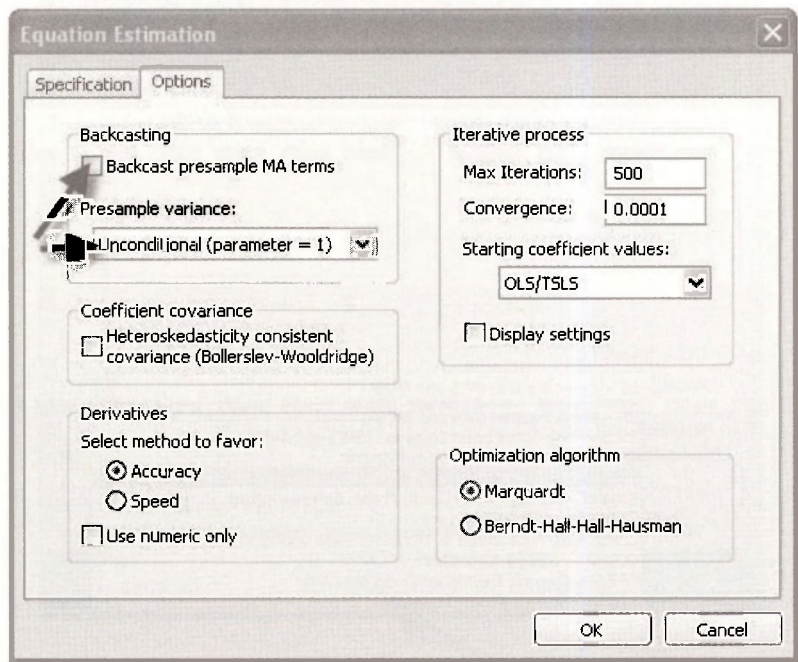 Equation Estimation
Specification
Options
Backcasting
Backcast presample MA terms
Presample variance:
Unconditional (parameter = 1)
Coefficient covariance
Heteroskedasticity consistent
covariance (Bollerslev-Wooldridge)
Derivatives
Select method to favor:
Accuracy
Speed
Use numeric only
Iterative process
Max Iterations: 500
Convergence: 0.0001
Starting coefficient values:
OLS/TSLS
Display settings
Optimization algorithm
Marquardt
Berndt-Hall-Hall-Hausman
OK
Cancel